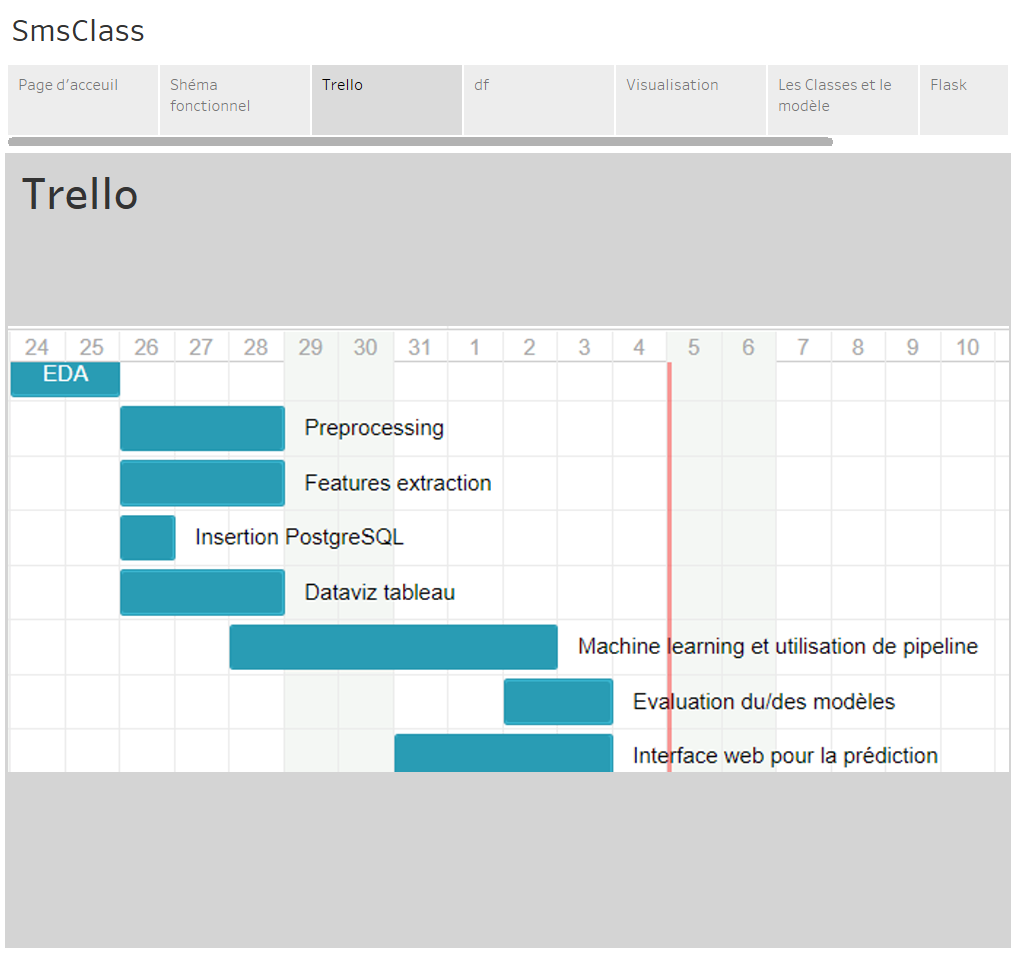 SmsClass
Page d'acceuil
Shéma
fonctionnel
Trello
df
Visualisation
Les Classes et le
modèle
Flask
Trello
24 25 26 27 28 29 30 31 1 2 3 4 5 6 7 8 9 10
EDA
Preprocessing
Features extraction
Insertion PostgreSQL
Dataviz tableau
Machine learning et utilisation de pipeline
Evaluation du/des modèles
Interface web pour la prédiction